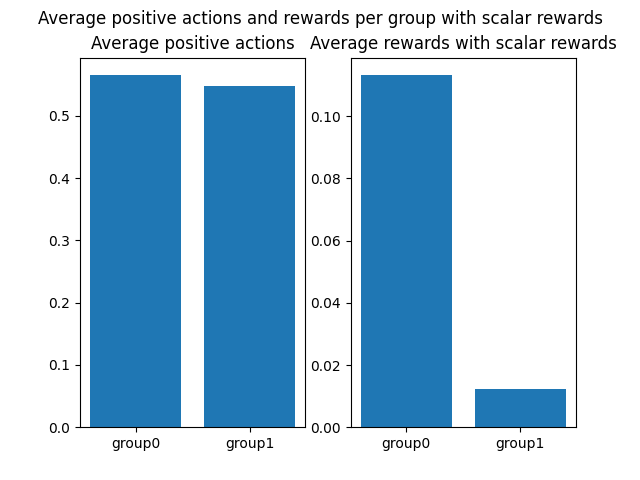 Average positive actions and rewards per group with scalar rewards
Average positive actions
0.5
0.4
0.3
0.2
0.1
0.0
group0 group1
Average rewards with scalar rewards
0.10
0.08
0.06
0.04
0.02
0.00
group0 group1